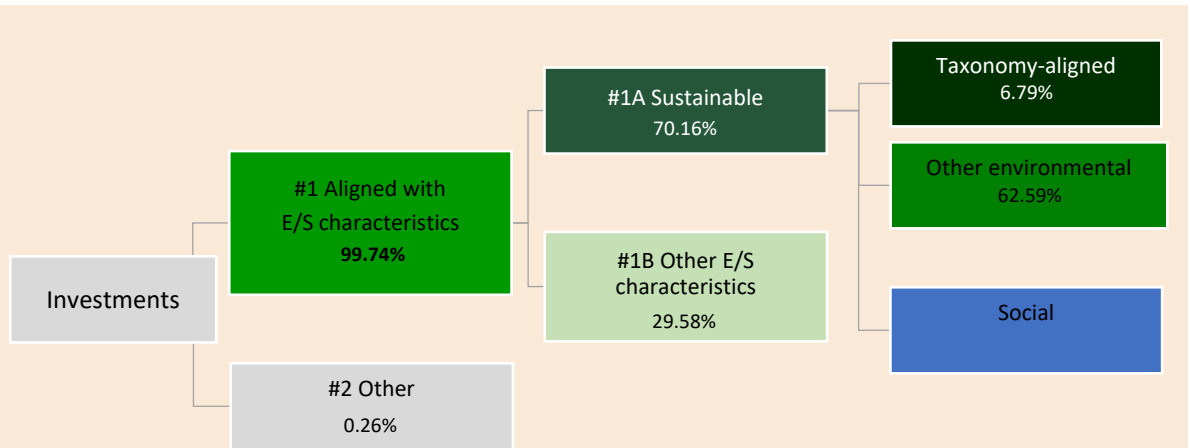 Investments
#1 Aligned with
E/S characteristics
99.74%
#2 Other
0.26%
#1A Sustainable
70.16%
#1B Other E/S
characteristics
29.58%
Taxonomy-aligned
6.79%
Other environmental
62.59%
Social